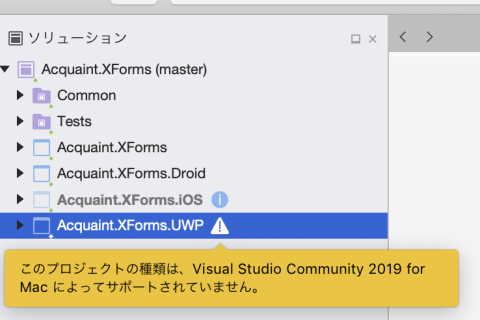 ソリューション
Acquaint.XForms (master)
Common
Tests
Acquaint.XForms
Acquaint.XForms.Droid
Acquaint.XForms.iOS
Acquaint.XForms.UWP
このプロジェクトの種類は、Visual Studio Community 2019 for
Mac によってサポートされていません。